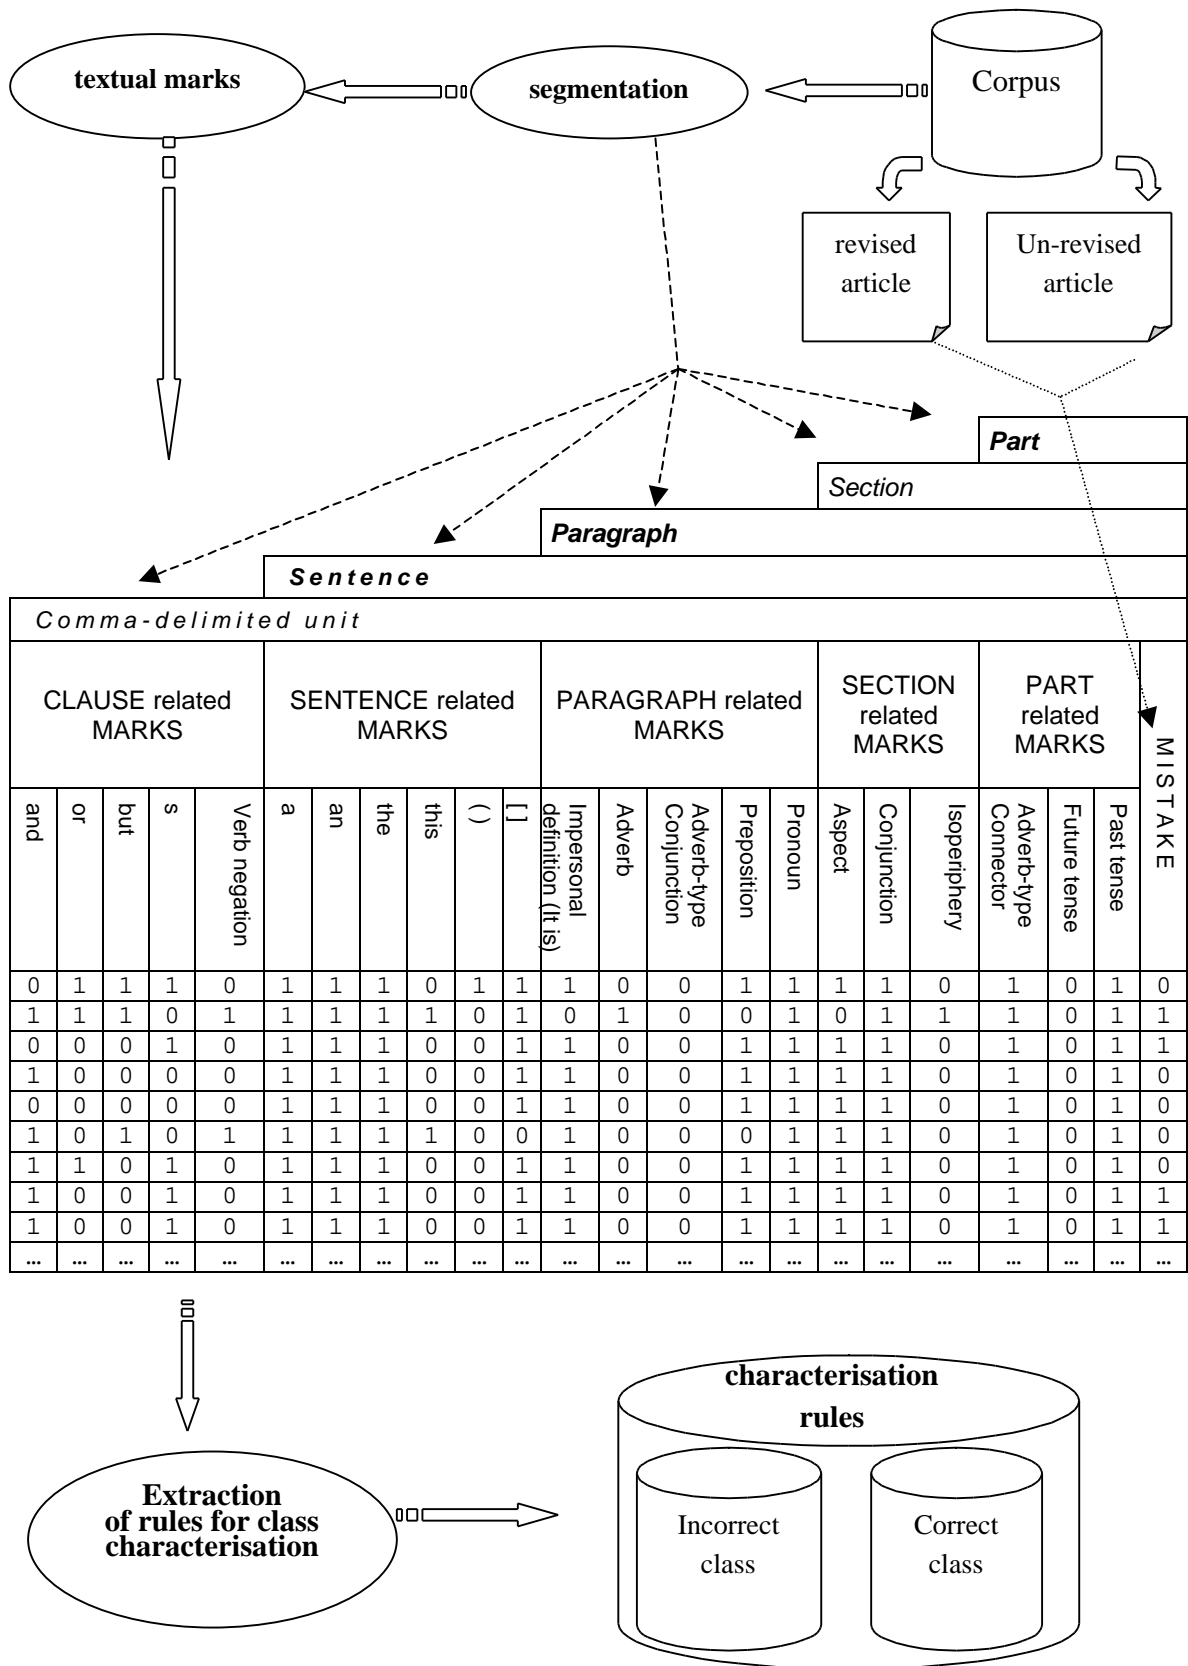 textual marks
segmentation
Corpus
revised
article
Un-revised
article
Part
Section
Paragraph
Sentence
Comma-delimited unit
CLAUSE related
MARKS
SENTENCE related
MARKS
PARAGRAPH related
MARKS
SECTION
related
MARKS
PART
related
MARKS
MISTAKE
and
or
but
s
Verb negation
a
an
the
this
( )
[ ]
Impersonal
definition (It is)
Adverb
Adverb-type
Conjunction
Preposition
Pronoun
Aspect
Conjunction
Isoperiphery
Adverb-type
Connector
Future tense
Past tense
0 1 1 1 0 1 1 1 0 1 1 1 0 0 1 1 1 1 0 1 0 1 0
1 1 1 0 1 1 1 1 1 0 1 0 1 0 0 1 0 1 1 1 0 1 1
0 0 0 1 0 1 1 1 0 0 1 1 0 0 1 1 1 1 0 1 0 1 1
1 0 0 0 0 1 1 1 0 0 1 1 0 0 1 1 1 1 0 1 0 1 0
0 0 0 0 0 1 1 1 0 0 1 1 0 0 1 1 1 1 0 1 0 1 0
1 0 1 0 1 1 1 1 1 0 0 1 0 0 0 1 1 1 0 1 0 1 0
1 1 0 1 0 1 1 1 0 0 1 1 0 0 1 1 1 1 0 1 0 1 0
1 0 0 1 0 1 1 1 0 0 1 1 0 0 1 1 1 1 0 1 0 1 1
1 0 0 1 0 1 1 1 0 0 1 1 0 0 1 1 1 1 0 1 0 1 1
... ... ... ... ... ... ... ... ... ... ... ... ... ... ... ... ... ... ... ... ... ... ...
characterisation
rules
Extraction
of rules for class
characterisation
Incorrect
class
Correct
class